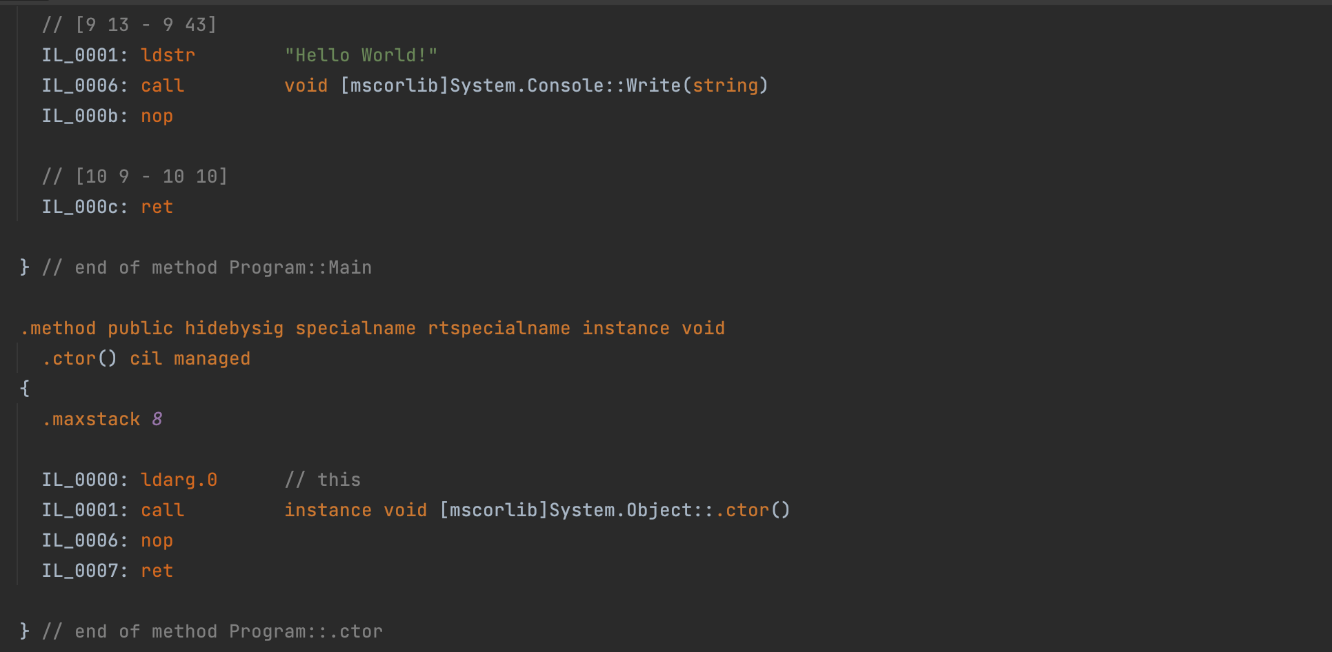 // [9 13 - 9 43]
IL_0001: ldstr "Hello World!"
IL_0006: call void [mscorlib]System.Console::Write(string)
IL_000b: nop
// [10 9 - 10 10]
IL_000c: ret
} // end of method Program::Main
.method public hidebysig specialname rtspecialname instance void
.ctor() cil managed
{
.maxstack 8
IL_0000: ldarg.0 // this
IL_0001: call instance void [mscorlib]System.Object::.ctor()
IL_0006: nop
IL_0007: ret
} // end of method Program::.ctor